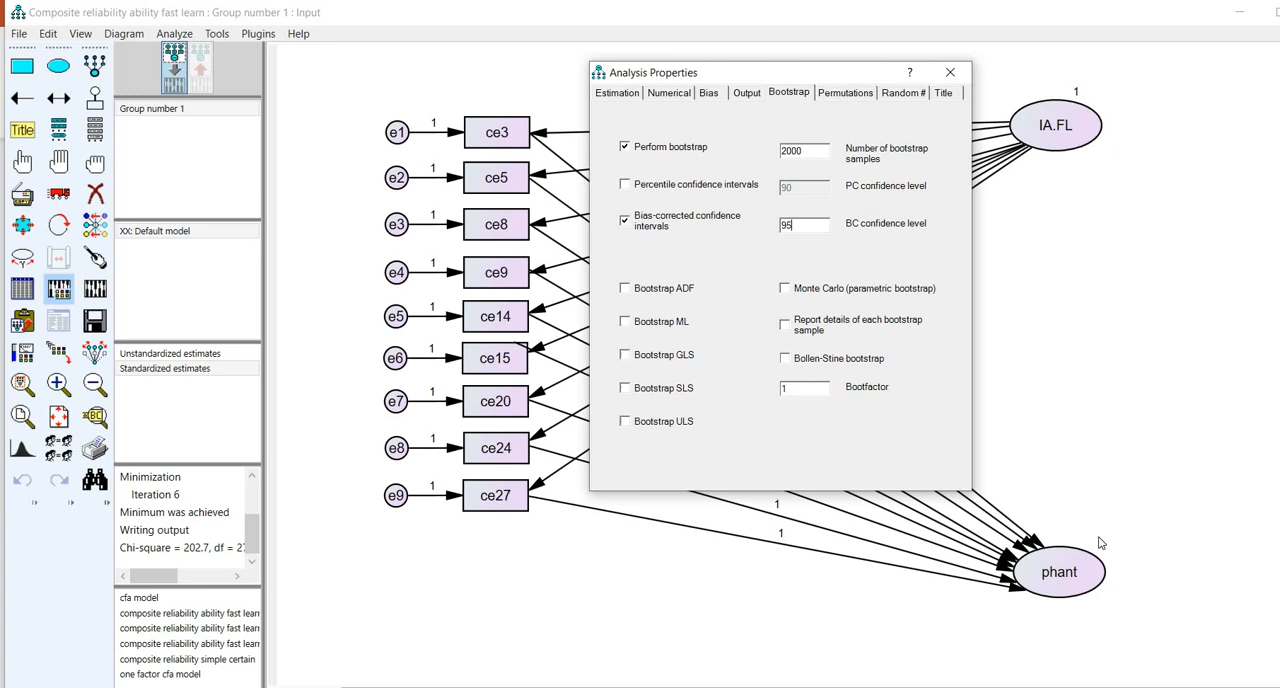 Composite reliability ability fast learn : Group number 1 : Input
File Edit View Diagram Analyze Tools Plugins Help
Title
Group number 1
XX: Default model
Unstandardized estimates
Standardized estimates
Minimization
Iteration 6
Minimum was achieved
Writing output
Chi-square = 202.7, df = 27
cfa model
composite reliability ability fast learn
composite reliability ability fast learn
composite reliability ability fast learn
composite reliability simple certain
one factor cfa model
e1 1 ce3
e2 1 ce5
e3 1 ce8
e4 1 ce9
e5 1 ce14
e6 1 ce15
e7 1 ce20
e8 1 ce24
e9 1 ce27
Analysis Properties ?
Estimation Numerical Bias Output Bootstrap Permutations Random # Title
Perform bootstrap 2000 Number of bootstrap
samples
Percentile confidence intervals 90 PC confidence level
Bias-corrected confidence
intervals 95 BC confidence level
Bootstrap ADF Monte Carlo (parametric bootstrap)
Bootstrap ML Report details of each bootstrap
sample
Bootstrap GLS Bollen-Stine bootstrap
Bootstrap SLS 1 Bootfactor
Bootstrap ULS
1
IA.FL
1
1
phant